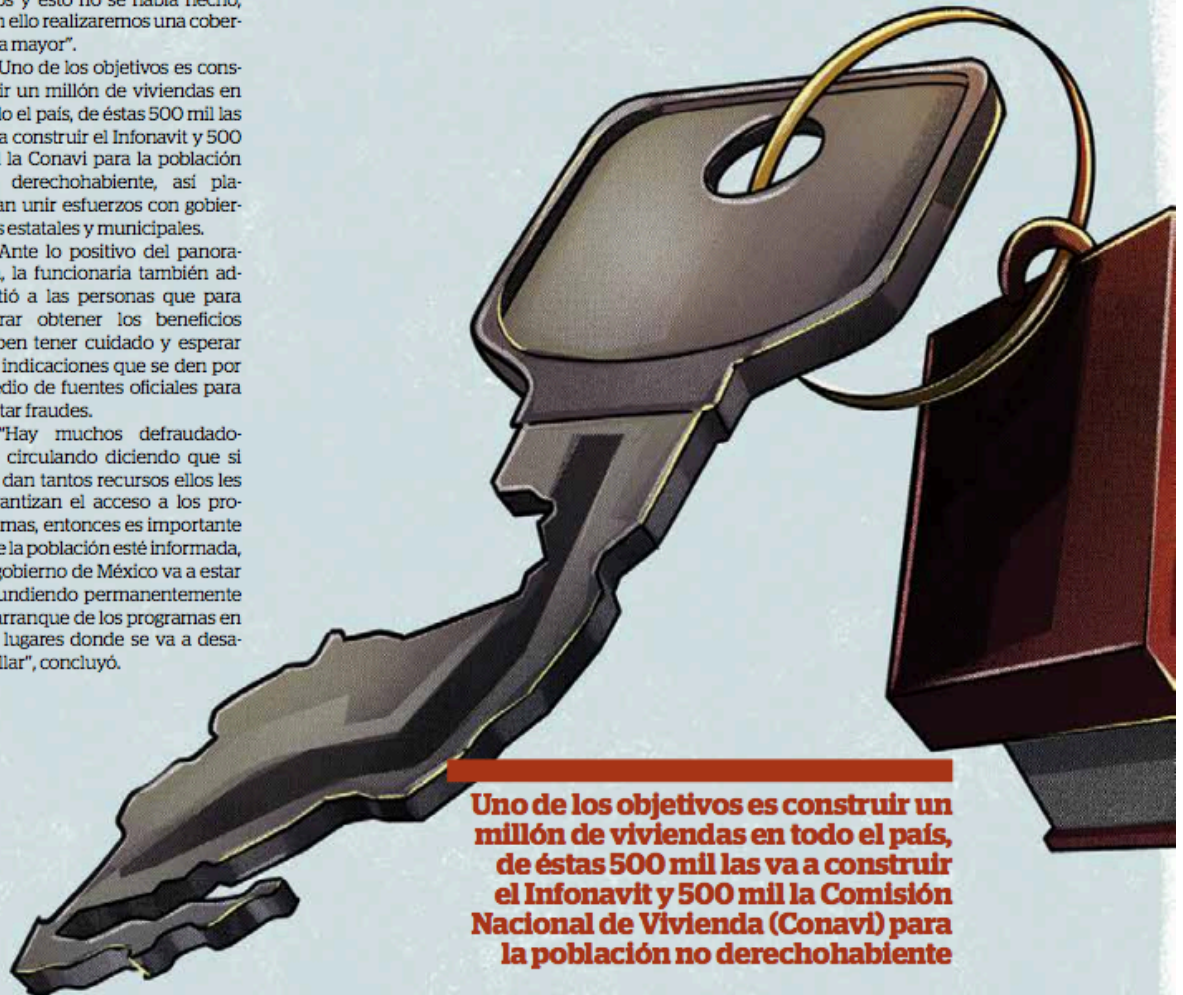 os y esto no se había hecho,
n ello realizaremos una cober-
a mayor”.
Uno de los objetivos es cons-
ir un millón de viviendas en
lo el país, de éstas 500 mil las
a construir el Infonavit y 500
la Conavi para la población
derechohabiente, así pla-
an unir esfuerzos con gobier-
s estatales y municipales.
Ante lo positivo del panora-
, la funcionaria también ad-
tió a las personas que para
rar obtener los beneficios
ben tener cuidado y esperar
indicaciones que se den por
edio de fuentes oficiales para
tar fraudes.
“Hay muchos defraudado-
circulando diciendo que si
dan tantos recursos ellos les
rantizan el acceso a los pro-
mas, entonces es importante
e la población esté informada,
gobierno de México va a estar
undiendo permanentemente
arranque de los programas en
lugares donde se va a desa-
llar”, concluyó.
Uno de los objetivos es construir un
millón de viviendas en todo el país,
de éstas 500 mil las va a construir
el Infonavit y 500 mil la Comisión
Nacional de Vivienda (Conavi) para
la población no derechohabiente